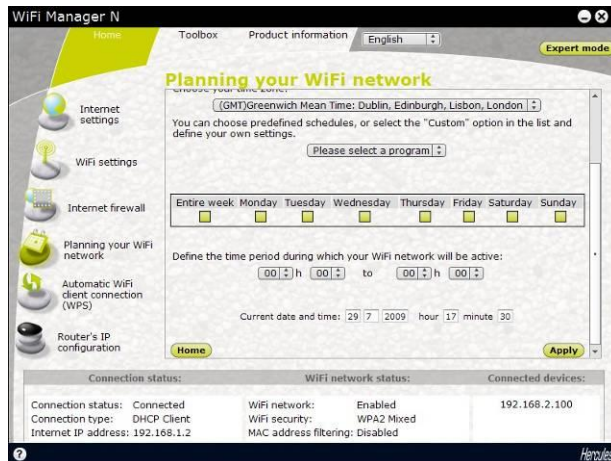 WiFi Manager N
Home Toolbox Product information English
Expert mode
Planning your WiFi network
Choose your time zone:
(GMT)Greenwich Mean Time: Dublin, Edinburgh, Lisbon, London
You can choose predefined schedules, or select the "Custom" option in the list and
define your own settings.
Please select a program
Internet
settings
WiFi settings
Internet firewall
Planning your WiFi
network
Automatic WiFi
client connection
(WPS)
Router's IP
configuration
Entire week Monday Tuesday Wednesday Thursday Friday Saturday Sunday
Define the time period during which your WiFi network will be active:
00 h 00 to 00 h 00
Current date and time: 29 7 2009 hour 17 minute 30
Home Apply
Connection status: WiFi network status: Connected devices:
Connection status: Connected WiFi network: Enabled 192.168.2.100
Connection type: DHCP Client WiFi security: WPA2 Mixed
Internet IP address: 192.168.1.2 MAC address filtering: Disabled
? Hercules